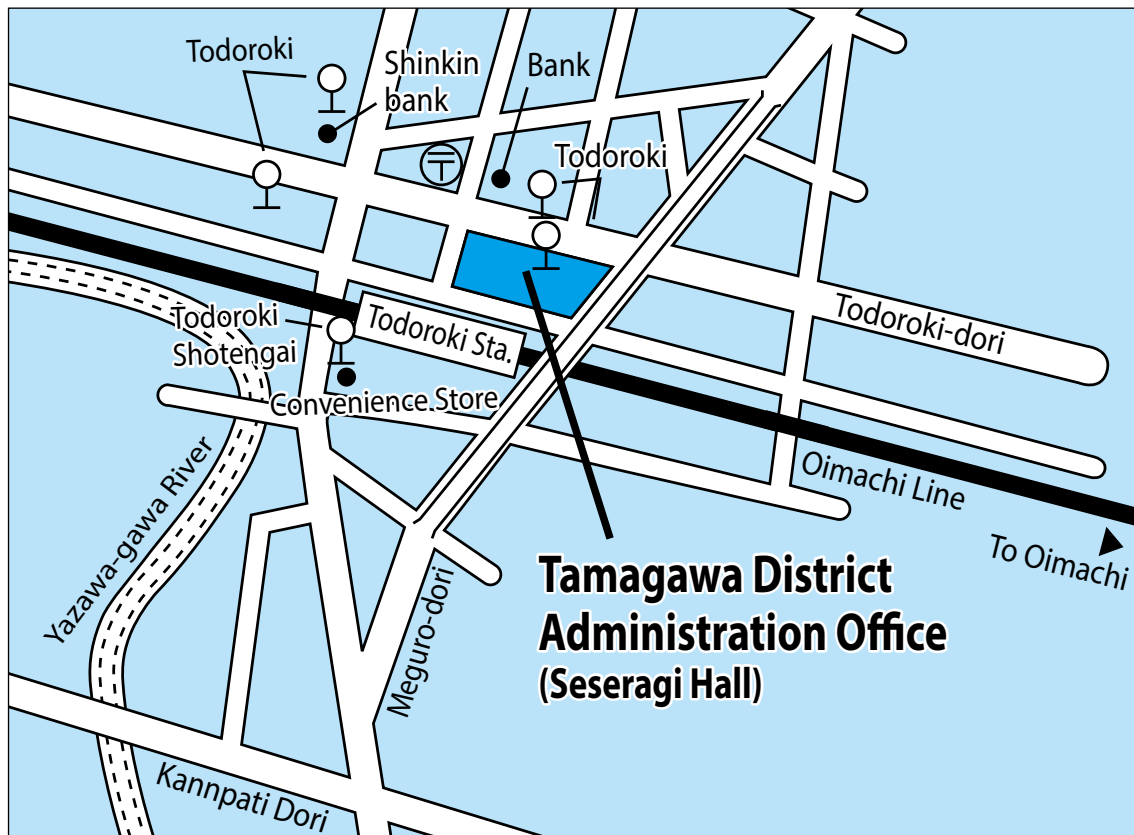 Todoroki
Shinkin
bank
Bank
〒
Todoroki
Todoroki-dori
Todoroki
Shotengai
Todoroki Sta.
Convenience Store
Oimachi Line
To Oimachi
Yazawa-gawa River
Meguro-dori
Tamagawa District
Administration Office
(Seseragi Hall)
Kannpati Dori